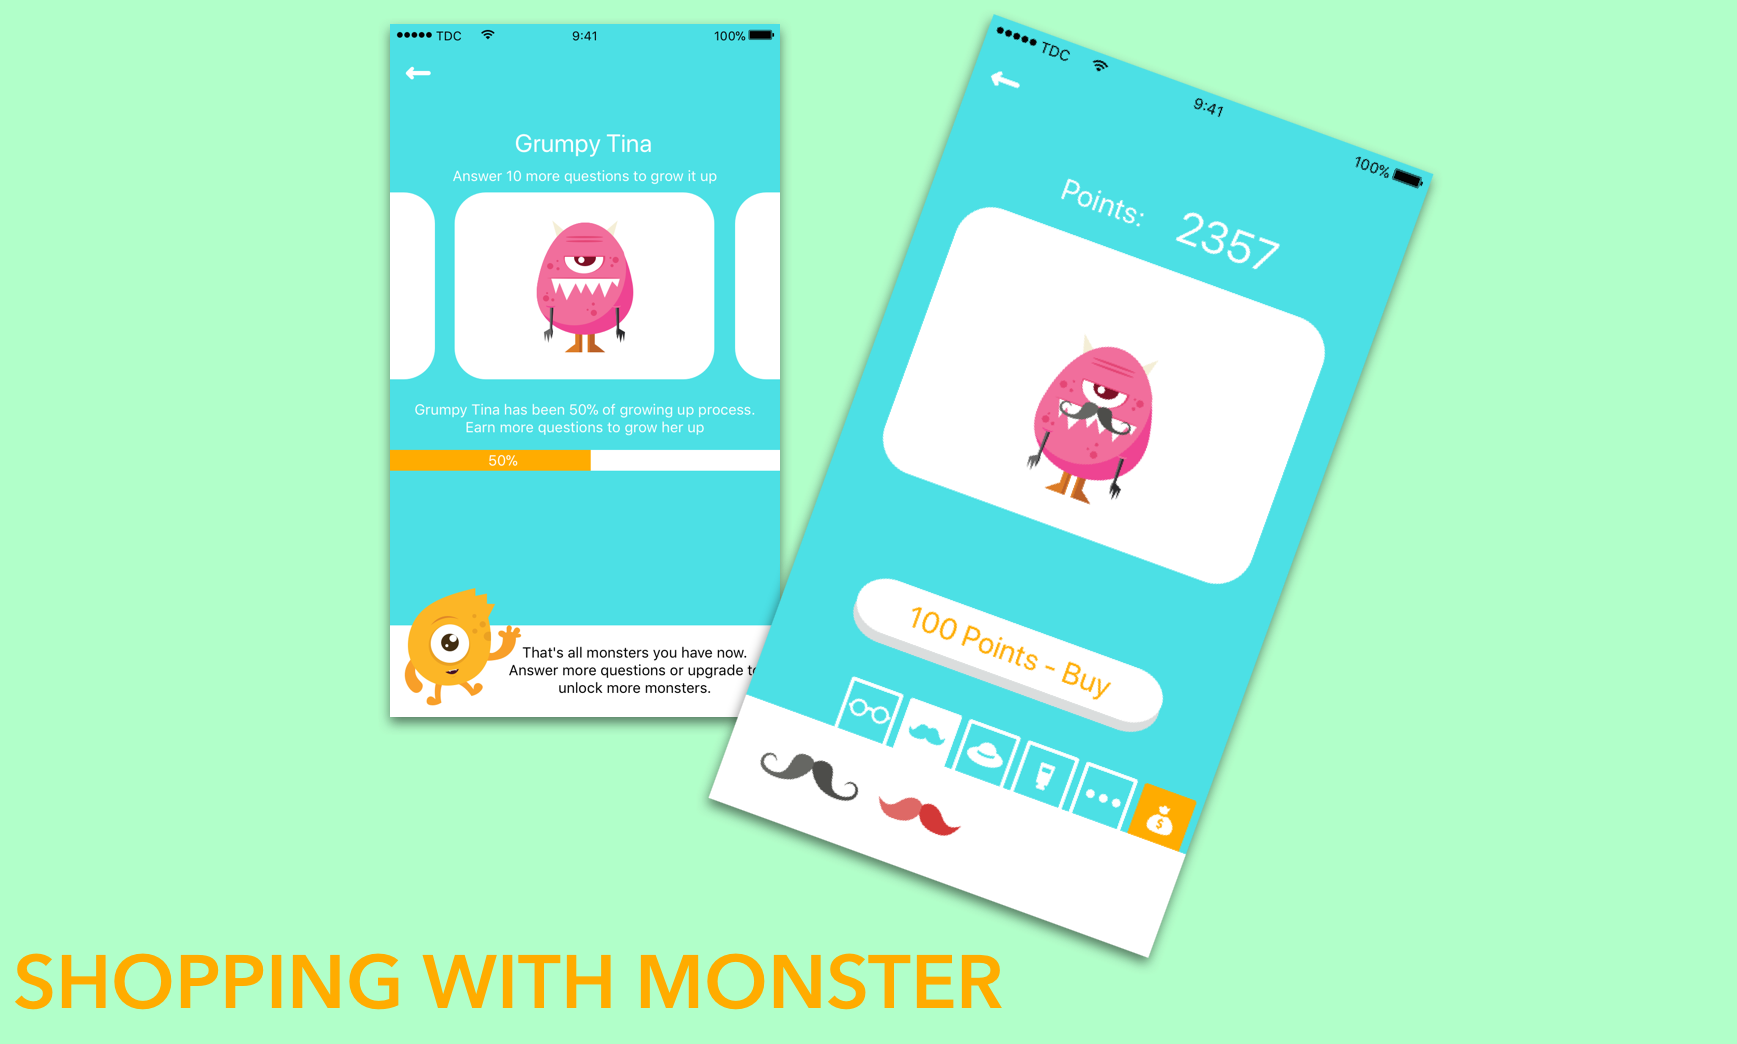 TDC 9:41 100%
Grumpy Tina
Answer 10 more questions to grow it up
Grumpy Tina has been 50% of growing up process.
Earn more questions to grow her up
50%
That's all monsters you have now.
Answer more questions or upgrade to
unlock more monsters.
TDC 9:41 100%
Points: 2357
100 Points - Buy
$
SHOPPING WITH MONSTER